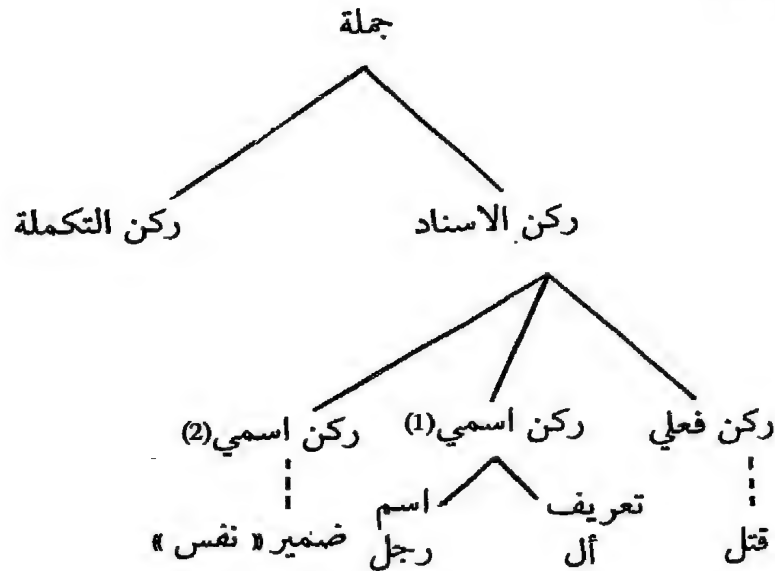 جملة
ركن الاسناد ركن التكملة
ركن فعلي ركن اسمي(1) ركن اسمي(2)
تعريف اسم
قتل أل رجل ضمير « نفس »